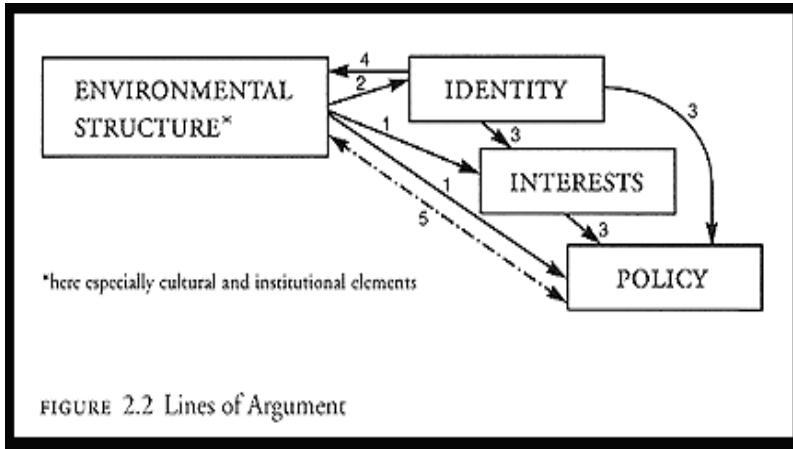 ENVIRONMENTAL
STRUCTURE*
4
2
IDENTITY
3
1
3
INTERESTS
1
3
5
POLICY
*here especially cultural and institutional elements
FIGURE 2.2 Lines of Argument